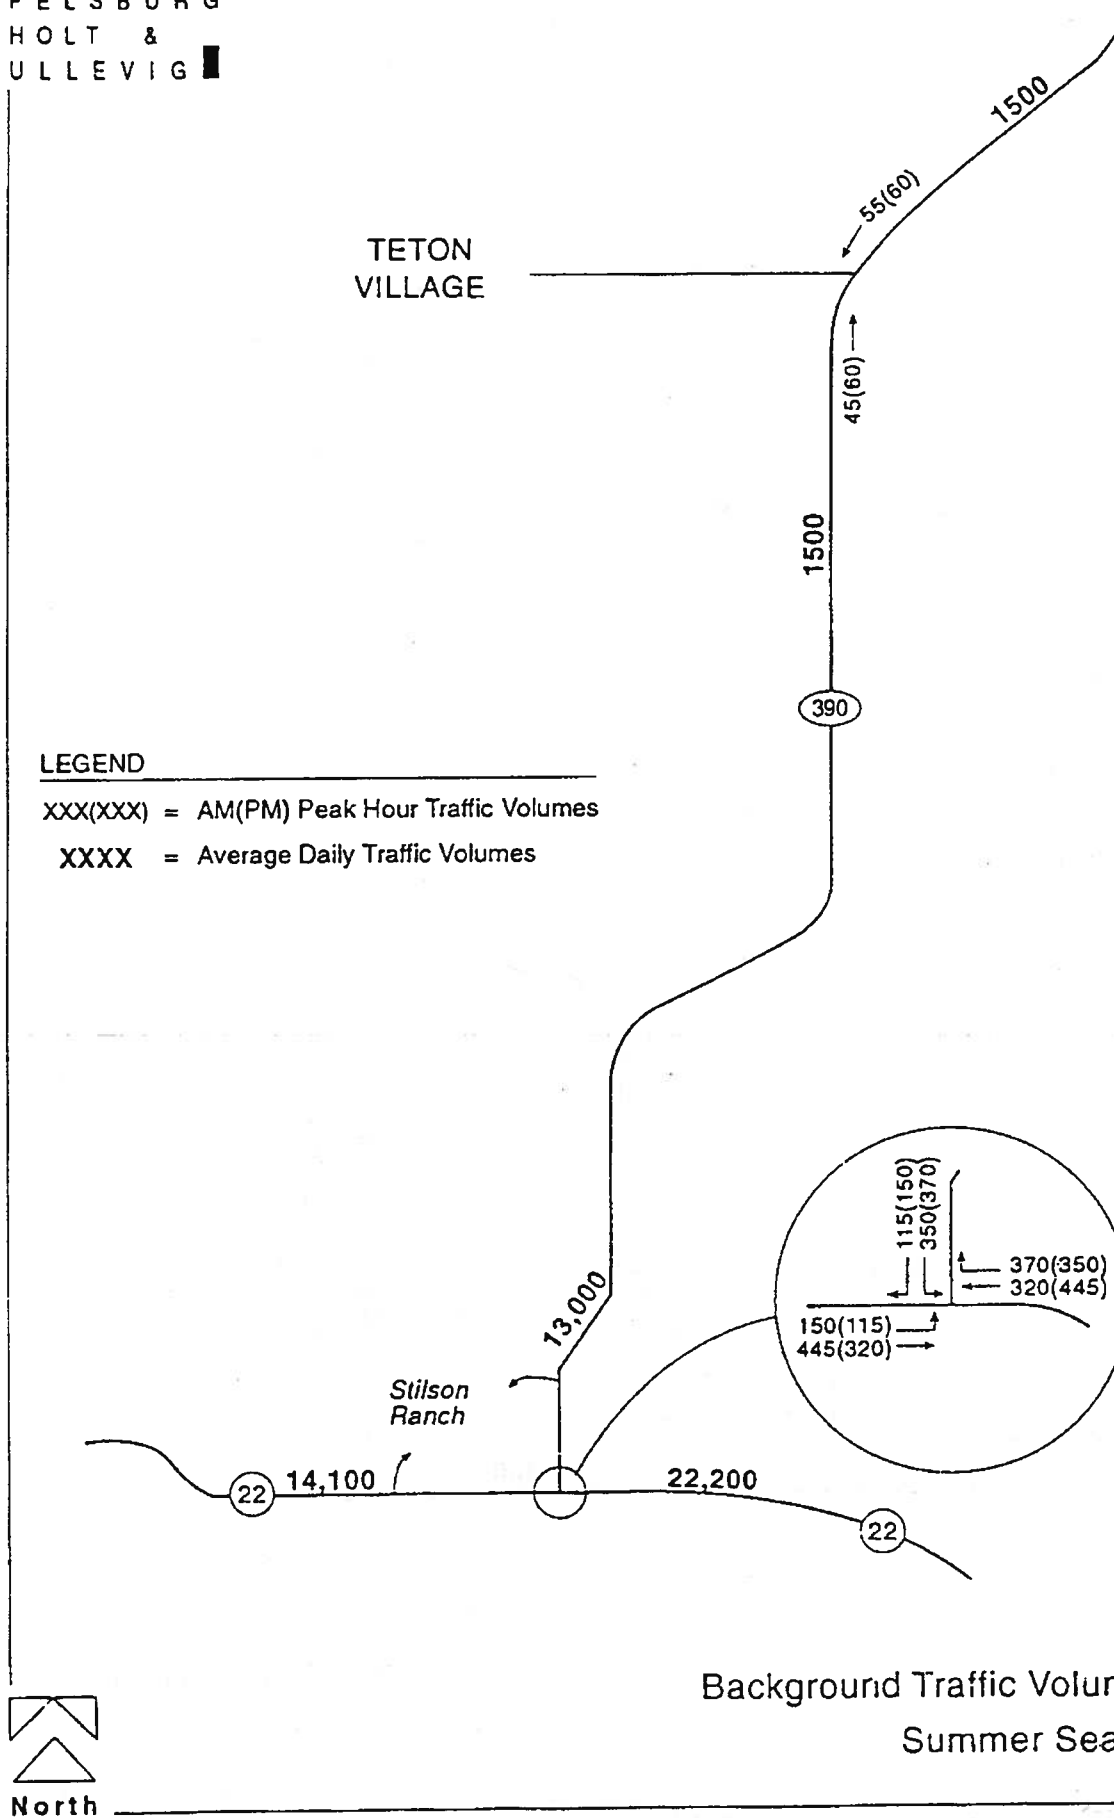 HOLT &
ULLEVIG
1500
55(60)
TETON
VILLAGE
45(60)
1500
390
LEGEND
XXX(XXX) = AM(PM) Peak Hour Traffic Volumes
XXXX = Average Daily Traffic Volumes
115(150)
350(370)
370(350)
320(445)
150(115)
445(320)
13,000
Stilson
Ranch
22
14,100
22,200
22
Background Traffic Volum
Summer Sea
North